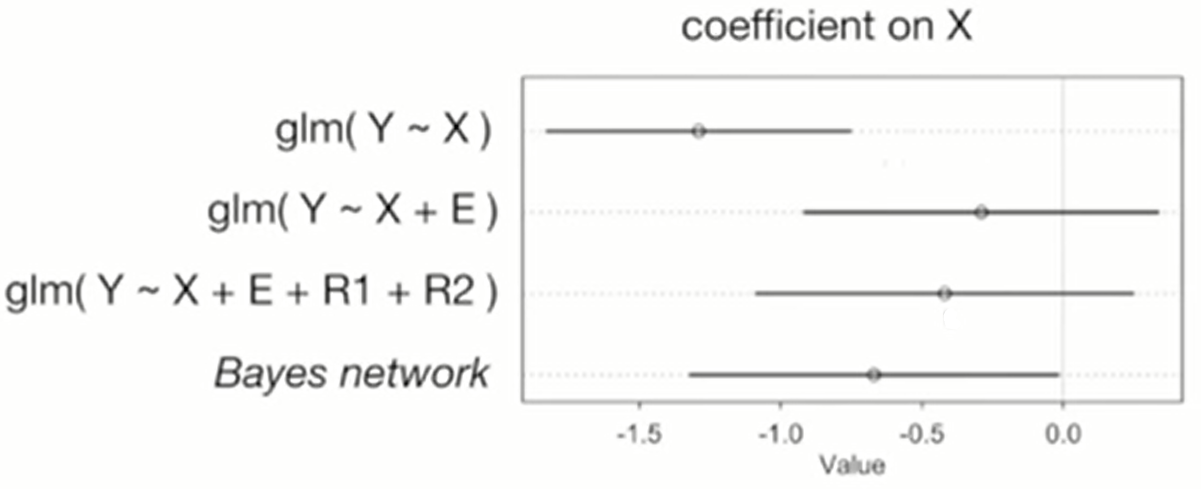 coefficient on X
glm( Y ~ X )
glm( Y ~ X + E )
glm( Y ~ X + E + R1 + R2 )
Bayes network
-1.5 -1.0 -0.5 0.0
Value